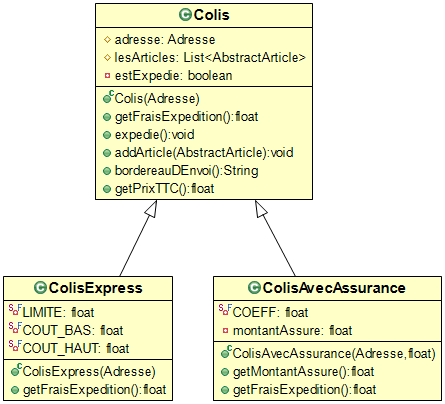 Colis
adresse: Adresse
lesArticles: List<AbstractArticle>
estExpedie: boolean
Colis(Adresse)
getFraisExpedition():float
expedie():void
addArticle(AbstractArticle):void
bordereauDEnvoi():String
getPrixTTC():float
ColisExpress
LIMITE: float
COUT_BAS: float
COUT_HAUT: float
ColisExpress(Adresse)
getFraisExpedition():float
ColisAvecAssurance
COEFF: float
montantAssure: float
ColisAvecAssurance(Adresse,float)
getMontantAssure():float
getFraisExpedition():float